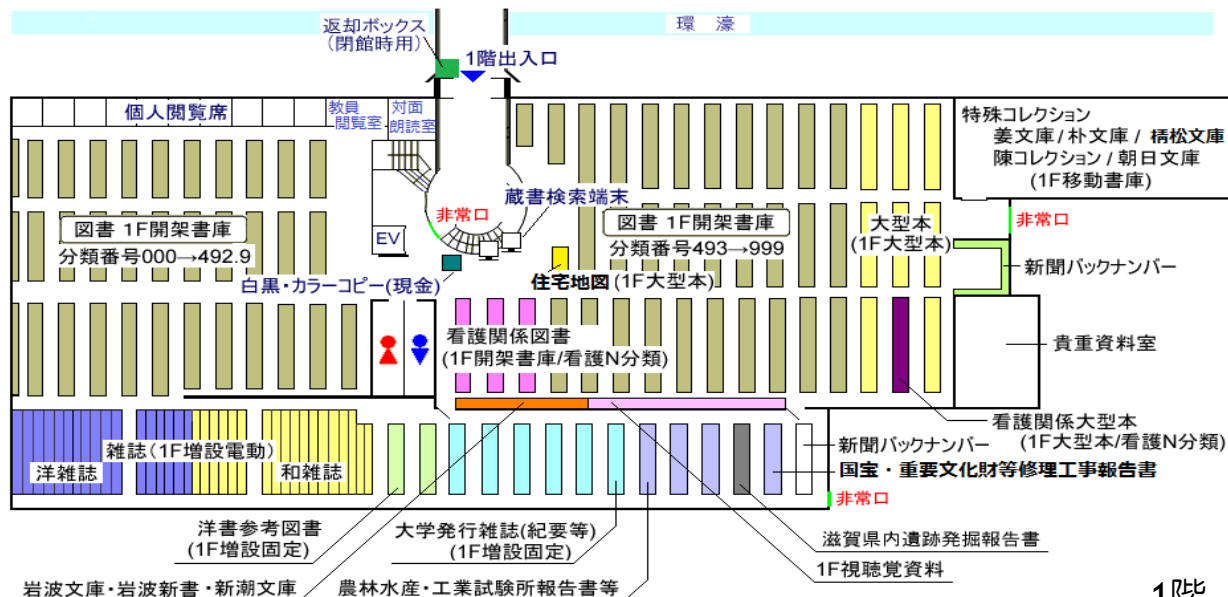 返却ボックス
(閉館時用)
環 濠
1階出入口
個人閲覧席
教員
閲覧室
対面
朗読室
特殊コレクション
姜文庫/朴文庫/ 楕松文庫
陳コレクション/朝日文庫
(1F移動書庫)
蔵書検索端末
非常口
図書 1F開架書庫
分類番号000→492.9
EV
図書 1F開架書庫
分類番号493→999
大型本
(1F大型本)
非常口
新聞バックナンバー
白黒・カラーコピー(現金)
住宅地図(1F大型本)
看護関係図書
(1F開架書庫/看護N分類)
貴重資料室
看護関係大型本
(1F大型本/看護N分類)
雑誌(1F増設電動)
洋雑誌
和雑誌
新聞バックナンバー
国宝・重要文化財等修理工事報告書
非常口
洋書参考図書
(1F増設固定)
大学発行雑誌(紀要等)
(1F増設固定)
滋賀県内遺跡発掘報告書
1F視聴覚資料
岩波文庫・岩波新書・新潮文庫
農林水産・工業試験所報告書等
1階